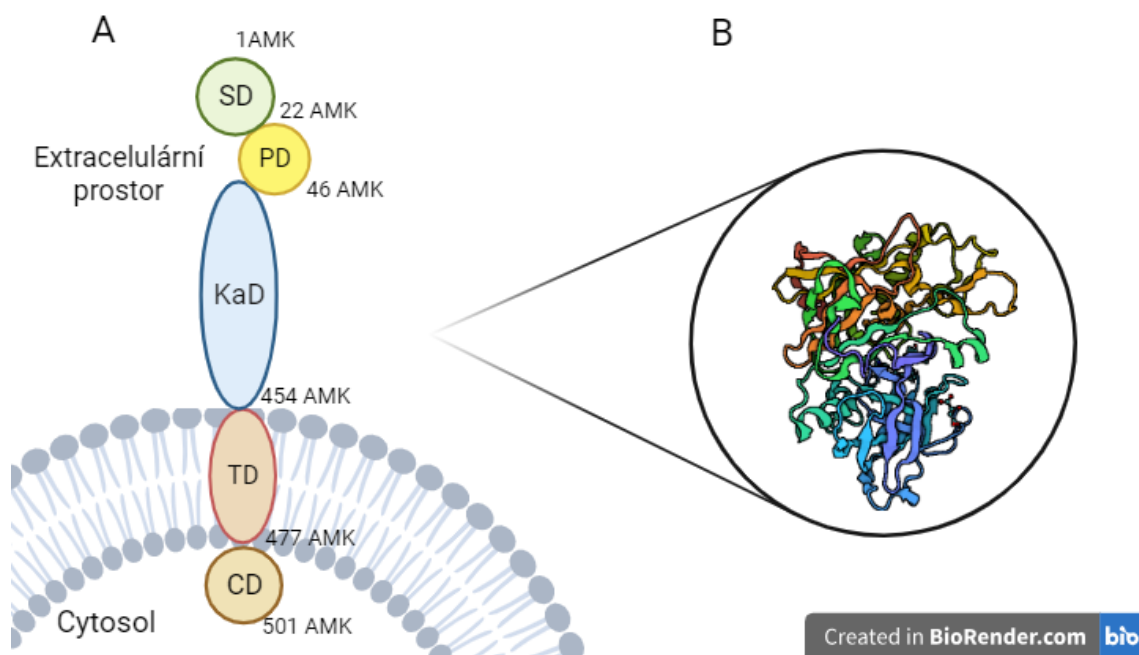 A
B
1AMK
SD
22 AMK
Extracelulární
prostor
PD
46 AMK
KaD
454 AMK
TD
477 AMK
CD
501 AMK
Cytosol
Created in BioRender.com bio